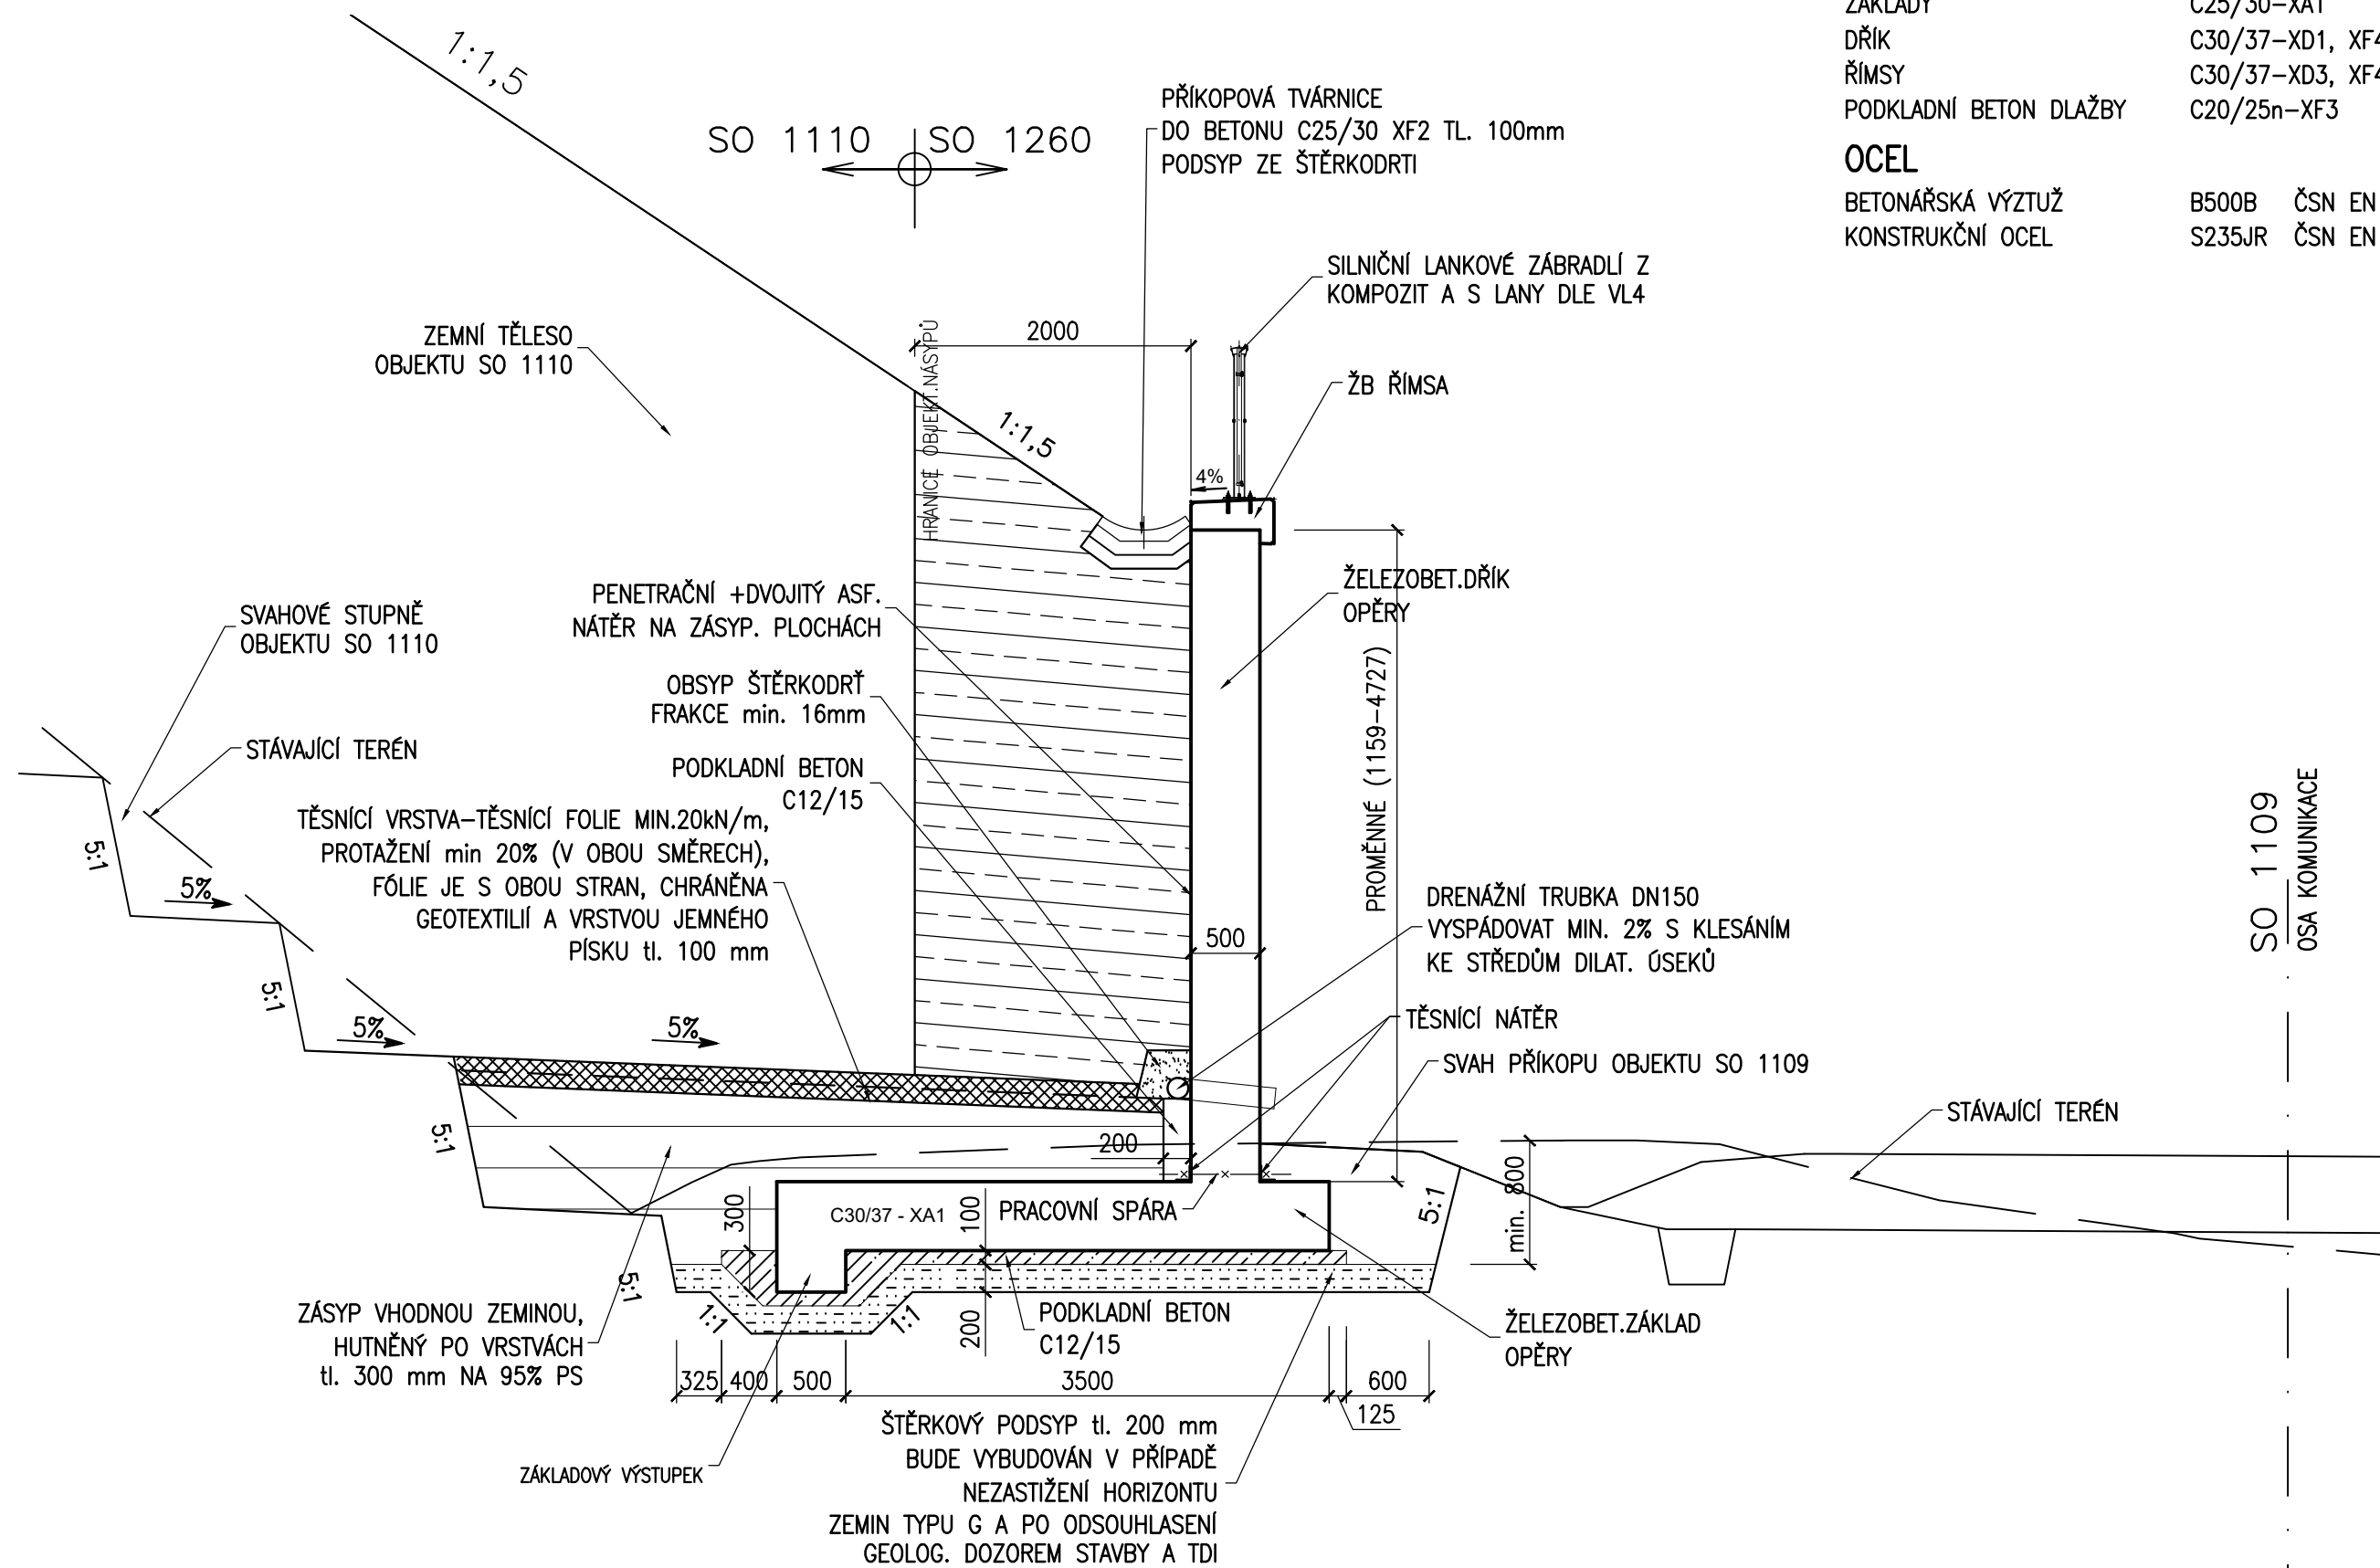 ZÁKLADY C25/30-XA1
DŘÍK C30/37-XD1, XF4
ŘÍMSY C30/37-XD3, XF4
PODKLADNÍ BETON DLAŽBY C20/25n-XF3
OCEL
BETONÁŘSKÁ VÝZTUŽ B500B ČSN EN
KONSTRUKČNÍ OCEL S235JR ČSN EN
1:1,5
SO 1110 SO 1260
PŘÍKOPOVÁ TVÁRNICE
DO BETONU C25/30 XF2 TL. 100mm
PODSYP ZE ŠTĚRKODRTI
SILNIČNÍ LANKOVÉ ZÁBRADLÍ Z
KOMPOZIT A S LANY DLE VL4
ZEMNÍ TĚLESO
OBJEKTU SO 1110
HRANICE OBJEKT.NÁSYPŮ
2000
ŽB ŘÍMSA
1:1,5
4%
PENETRAČNÍ +DVOJITÝ ASF.
NÁTĚR NA ZÁSYP. PLOCHÁCH
ŽELEZOBET.DŘÍK
OPĚRY
SVAHOVÉ STUPNĚ
OBJEKTU SO 1110
OBSYP ŠTĚRKODRŤ
FRAKCE min. 16mm
PROMĚNNÉ (1159-4727)
STÁVAJÍCÍ TERÉN
PODKLADNÍ BETON
C12/15
TĚSNÍCÍ VRSTVA-TĚSNÍCÍ FOLIE MIN.20kN/m,
PROTAŽENÍ min 20% (V OBOU SMĚRECH),
FÓLIE JE S OBOU STRAN, CHRÁNĚNA
GEOTEXTILIÍ A VRSTVOU JEMNÉHO
PÍSKU tl. 100 mm
5:1
5%
5:1
5%
5%
5:1
500
DRENÁŽNÍ TRUBKA DN150
VYSPÁDOVAT MIN. 2% S KLESÁNÍM
KE STŘEDŮM DILAT. ÚSEKŮ
TĚSNÍCÍ NÁTĚR
SVAH PŘÍKOPU OBJEKTU SO 1109
SO 1109
OSA KOMUNIKACE
STÁVAJÍCÍ TERÉN
200
300
C30/37 - XA1
100
PRACOVNÍ SPÁRA
5:1
min. 800
5:1
1:1
1:1
200
ZÁSYP VHODNOU ZEMINOU,
HUTNĚNÝ PO VRSTVÁCH
tl. 300 mm NA 95% PS
PODKLADNÍ BETON
C12/15
ŽELEZOBET.ZÁKLAD
OPĚRY
325 400 500 3500 600
125
ZÁKLADOVÝ VÝSTUPEK
ŠTĚRKOVÝ PODSYP tl. 200 mm
BUDE VYBUDOVÁN V PŘÍPADĚ
NEZASTIŽENÍ HORIZONTU
ZEMIN TYPU G A PO ODSOUHLASENÍ
GEOLOG. DOZOREM STAVBY A TDI